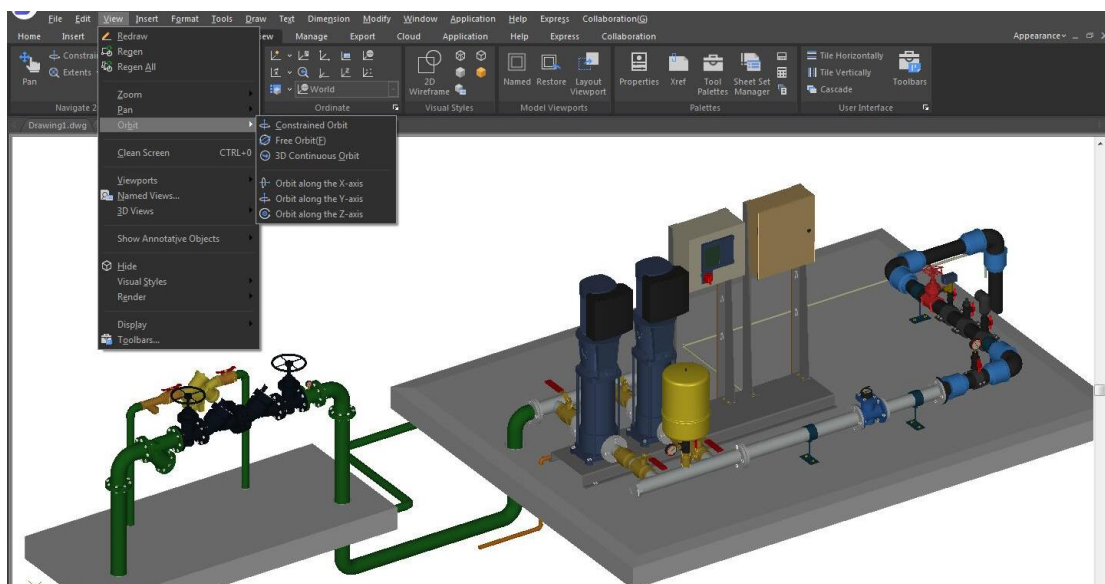 File Edit View Insert Format Tools Draw Text Dimension Modify Window Application Help Express Collaboration(G)
Home Insert ew Manage Export Cloud Application Help Express Collaboration Appearance
Redraw
Regen
Regen All
Zoom
Pan
Orbit
Clean Screen CTRL+0
Viewports
Named Views...
3D Views
Show Annotative Objects
Hide
Visual Styles
Render
Display
Toolbars...
Constrained Orbit
Free Orbit(F)
3D Continuous Orbit
Orbit along the X-axis
Orbit along the Y-axis
Orbit along the Z-axis
Pan
Constrai
Extents
Navigate 2
World
Ordinate
2D
Wireframe
Visual Styles
Named Restore Layout
Viewport
Model Viewports
Properties Xref Tool
Palettes Sheet Set
Manager
Palettes
Tile Horizontally
Tile Vertically
Cascade
Toolbars
User Interface
Drawing1.dwg